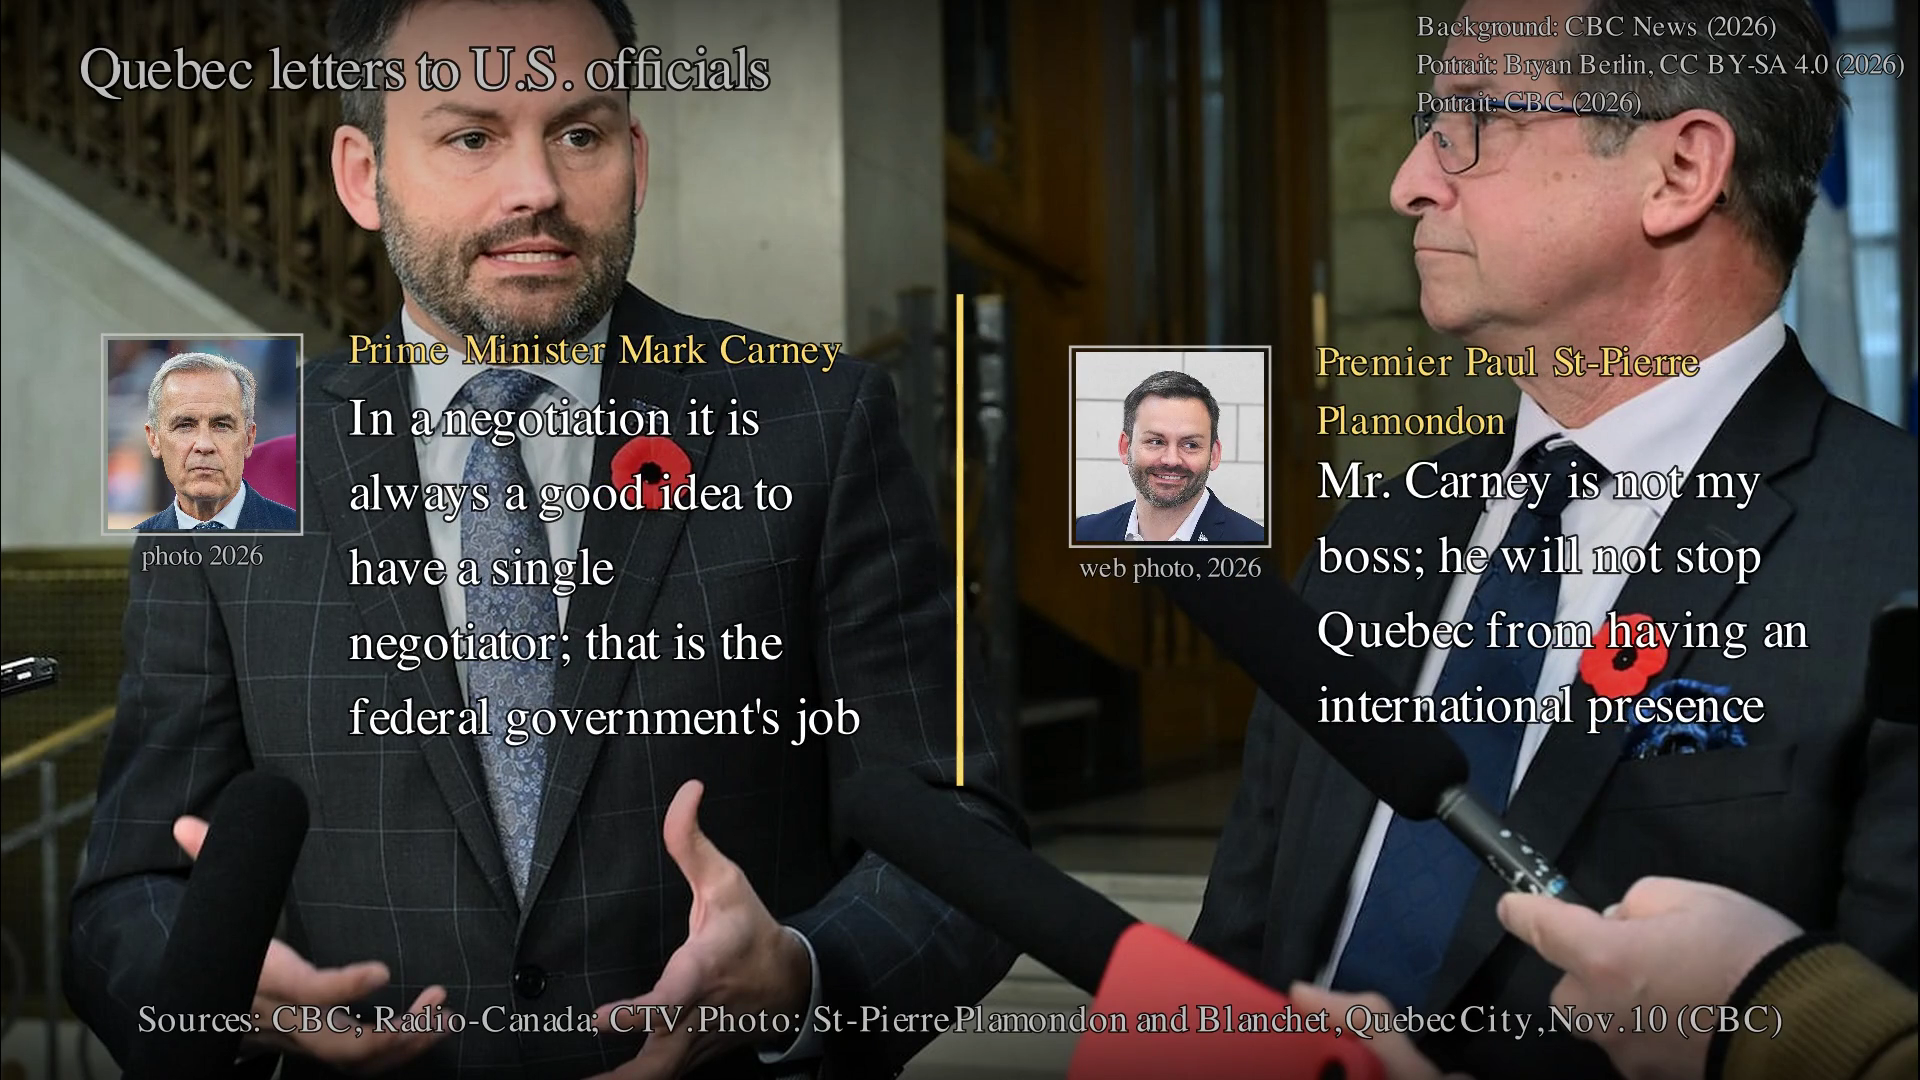 Quebec letters to U.S. officials
Background: CBC News (2026)
Portrait: Bryan Berlin, CC BY-SA 4.0 (2026)
Portrait: CBC (2026)
Prime Minister Mark Carney
In a negotiation it is
always a good idea to
have a single
negotiator; that is the
federal government's job
photo 2026
Premier Paul St-Pierre
Plamondon
Mr. Carney is not my
boss; he will not stop
Quebec from having an
international presence
web photo, 2026
Sources: CBC; Radio-Canada; CTV. Photo: St-Pierre Plamondon and Blanchet, Quebec City, Nov. 10 (CBC)